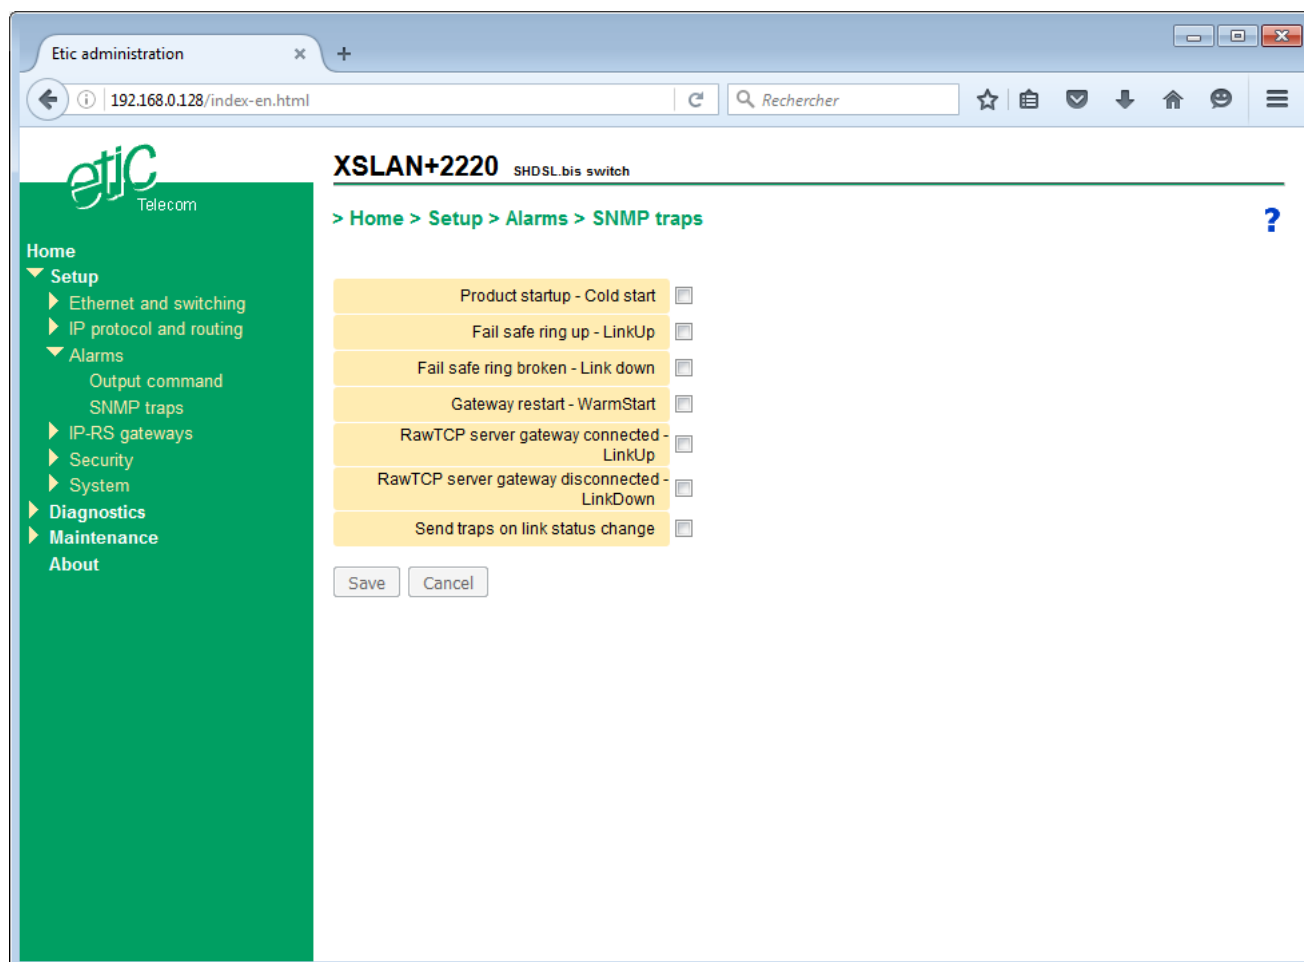 Etic administration
192.168.0.128/index-en.html
Rechercher
etic
Telecom
XSLAN+2220 SHDSL.bis switch
> Home > Setup > Alarms > SNMP traps
?
Home
Setup
Ethernet and switching
IP protocol and routing
Alarms
Output command
SNMP traps
IP-RS gateways
Security
System
Diagnostics
Maintenance
About
Product startup - Cold start
Fail safe ring up - LinkUp
Fail safe ring broken - Link down
Gateway restart - WarmStart
RawTCP server gateway connected -
LinkUp
RawTCP server gateway disconnected -
LinkDown
Send traps on link status change
Save Cancel